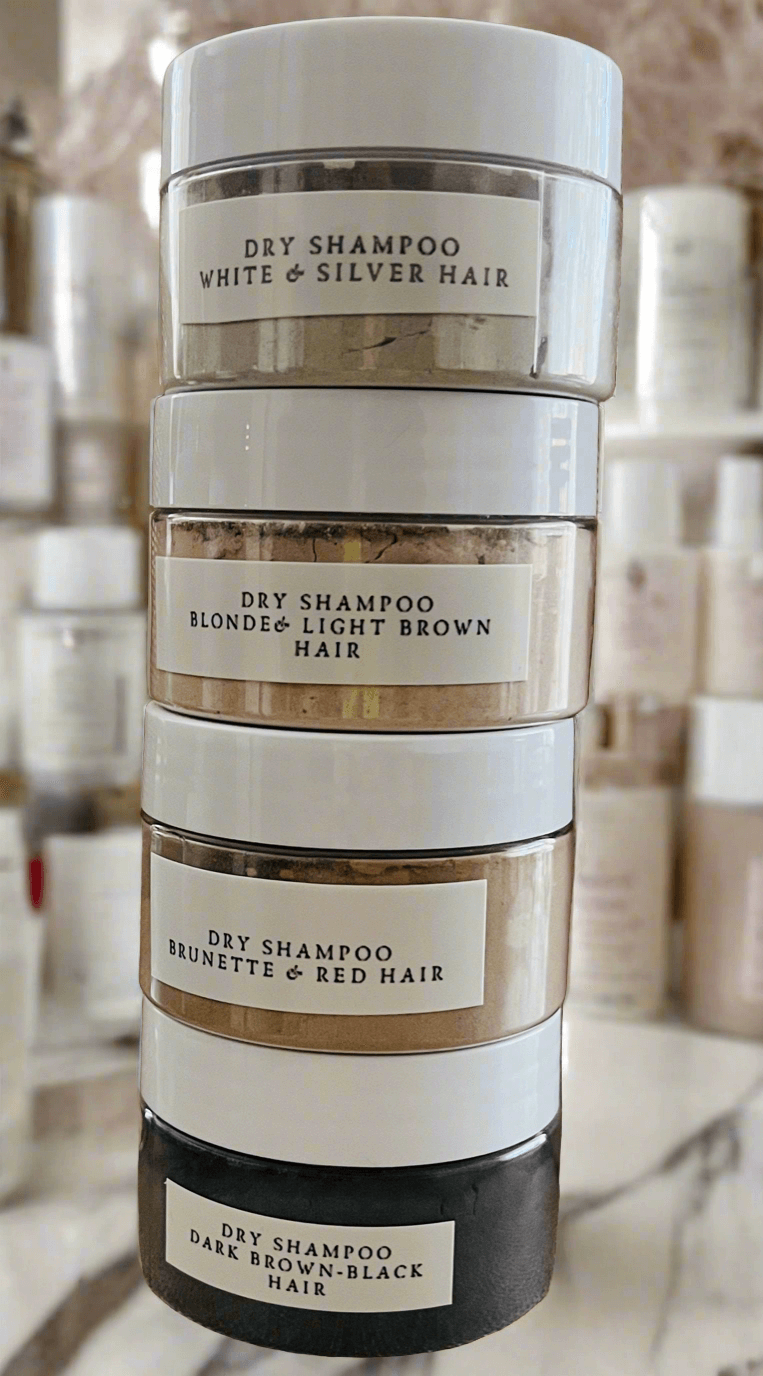 DRY SHAMPOO
WHITE & SILVER HAIR
DRY SHAMPOO
BLONDE& LIGHT BROWN
HAIR
DRY SHAMPOO
BRUNETTE & RED HAIR
DRY SHAMPOO
DARK BROWN-BLACK
HAIR